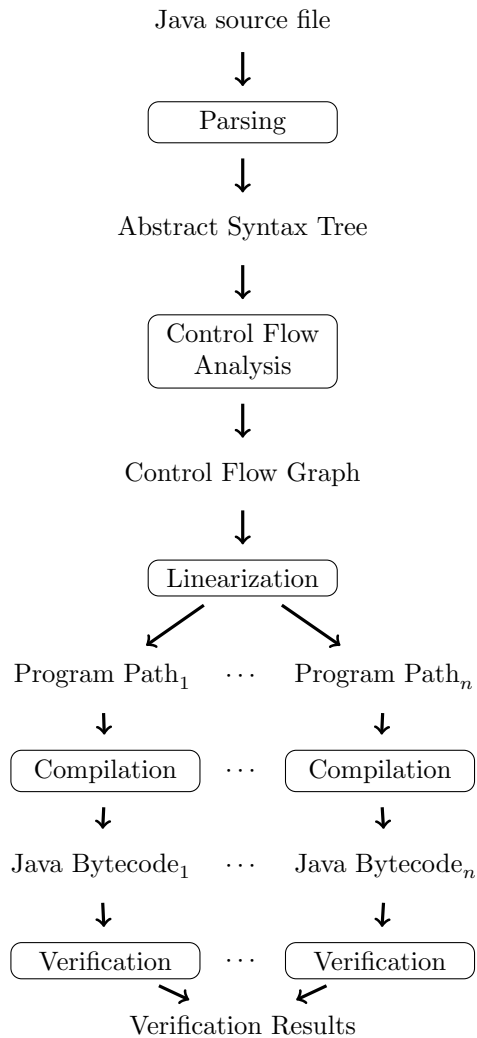 Java source file
Parsing
Abstract Syntax Tree
Control Flow
Analysis
Control Flow Graph
Linearization
Program Path₁ ··· Program Pathₙ
Compilation ··· Compilation
Java Bytecode₁ ··· Java Bytecodeₙ
Verification ··· Verification
Verification Results